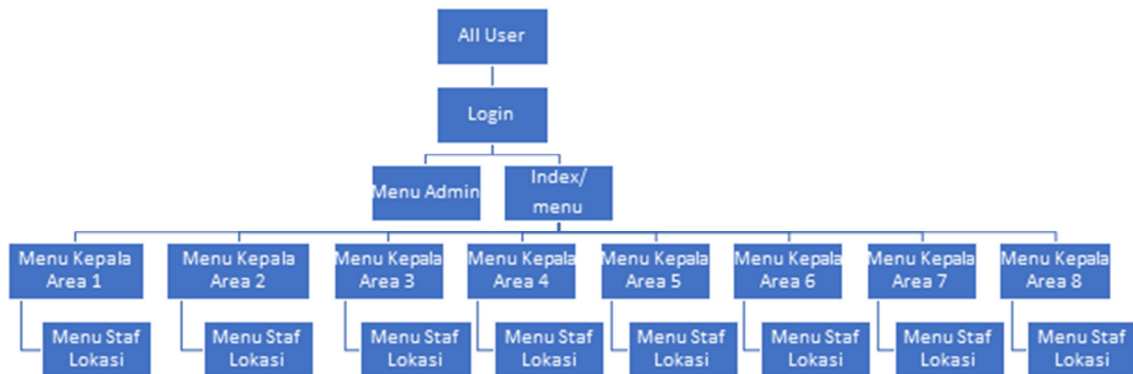 All User
Login
Menu Admin
Index/
menu
Menu Kepala
Area 1
Menu Kepala
Area 2
Menu Kepala
Area 3
Menu Kepala
Area 4
Menu Kepala
Area 5
Menu Kepala
Area 6
Menu Kepala
Area 7
Menu Kepala
Area 8
Menu Staf
Lokasi
Menu Staf
Lokasi
Menu Staf
Lokasi
Menu Staf
Lokasi
Menu Staf
Lokasi
Menu Staf
Lokasi
Menu Staf
Lokasi
Menu Staf
Lokasi